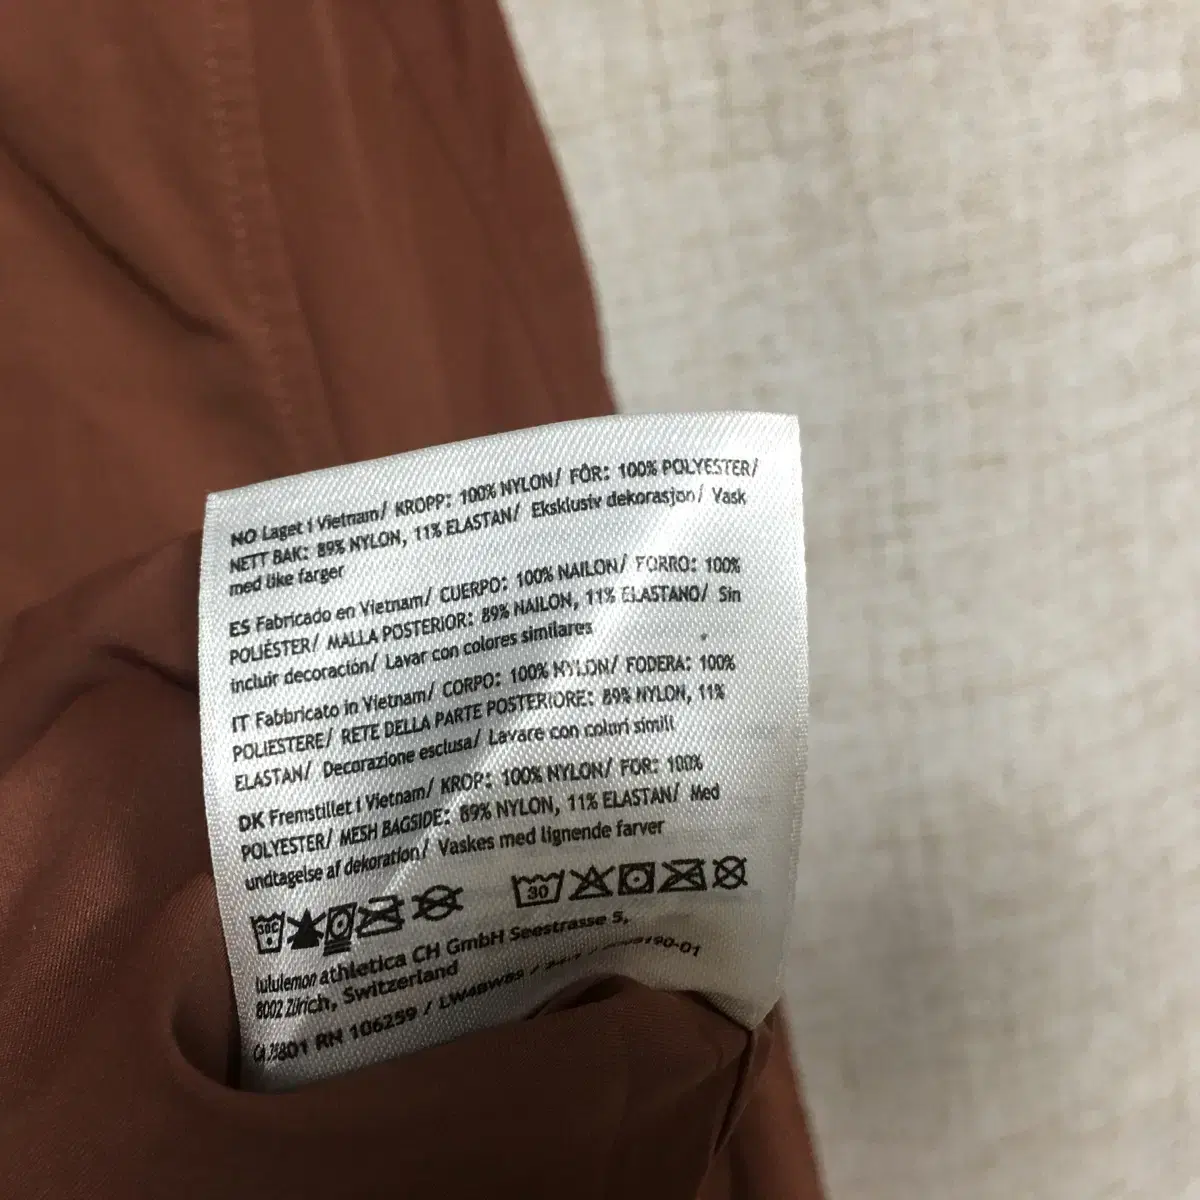 NO Laget i Vietnam/ KROPP: 100% NYLON/ FÔR: 100% POLYESTER/
NETT BAK: 89% NYLON, 11% ELASTAN/ Eksklusiv dekorasjon/ Vask
med like farger
ES Fabricado en Vietnam/ CUERPO: 100% NAILON/ FORRO: 100%
POLIÉSTER/ MALLA POSTERIOR: 89% NAILON, 11% ELASTANO/ Sin
incluir decoración/ Lavar con colores similares
IT Fabbricato in Vietnam/ CORPO: 100% NYLON/ FODERA: 100%
POLIESTERE/ RETE DELLA PARTE POSTERIORE: 89% NYLON, 11%
ELASTAN/ Decorazione esclusa/ Lavare con colori simili
DK Fremstillet i Vietnam/ KROP: 100% NYLON/ FOR: 100%
POLYESTER/ MESH BAGSIDE: 89% NYLON, 11% ELASTAN/ Med
undtagelse af dekoration/ Vaskes med lignende farver
30C 30
lululemon athletica CH GmbH Seestrasse 5,
8002 Zürich, Switzerland
RN 106259 /